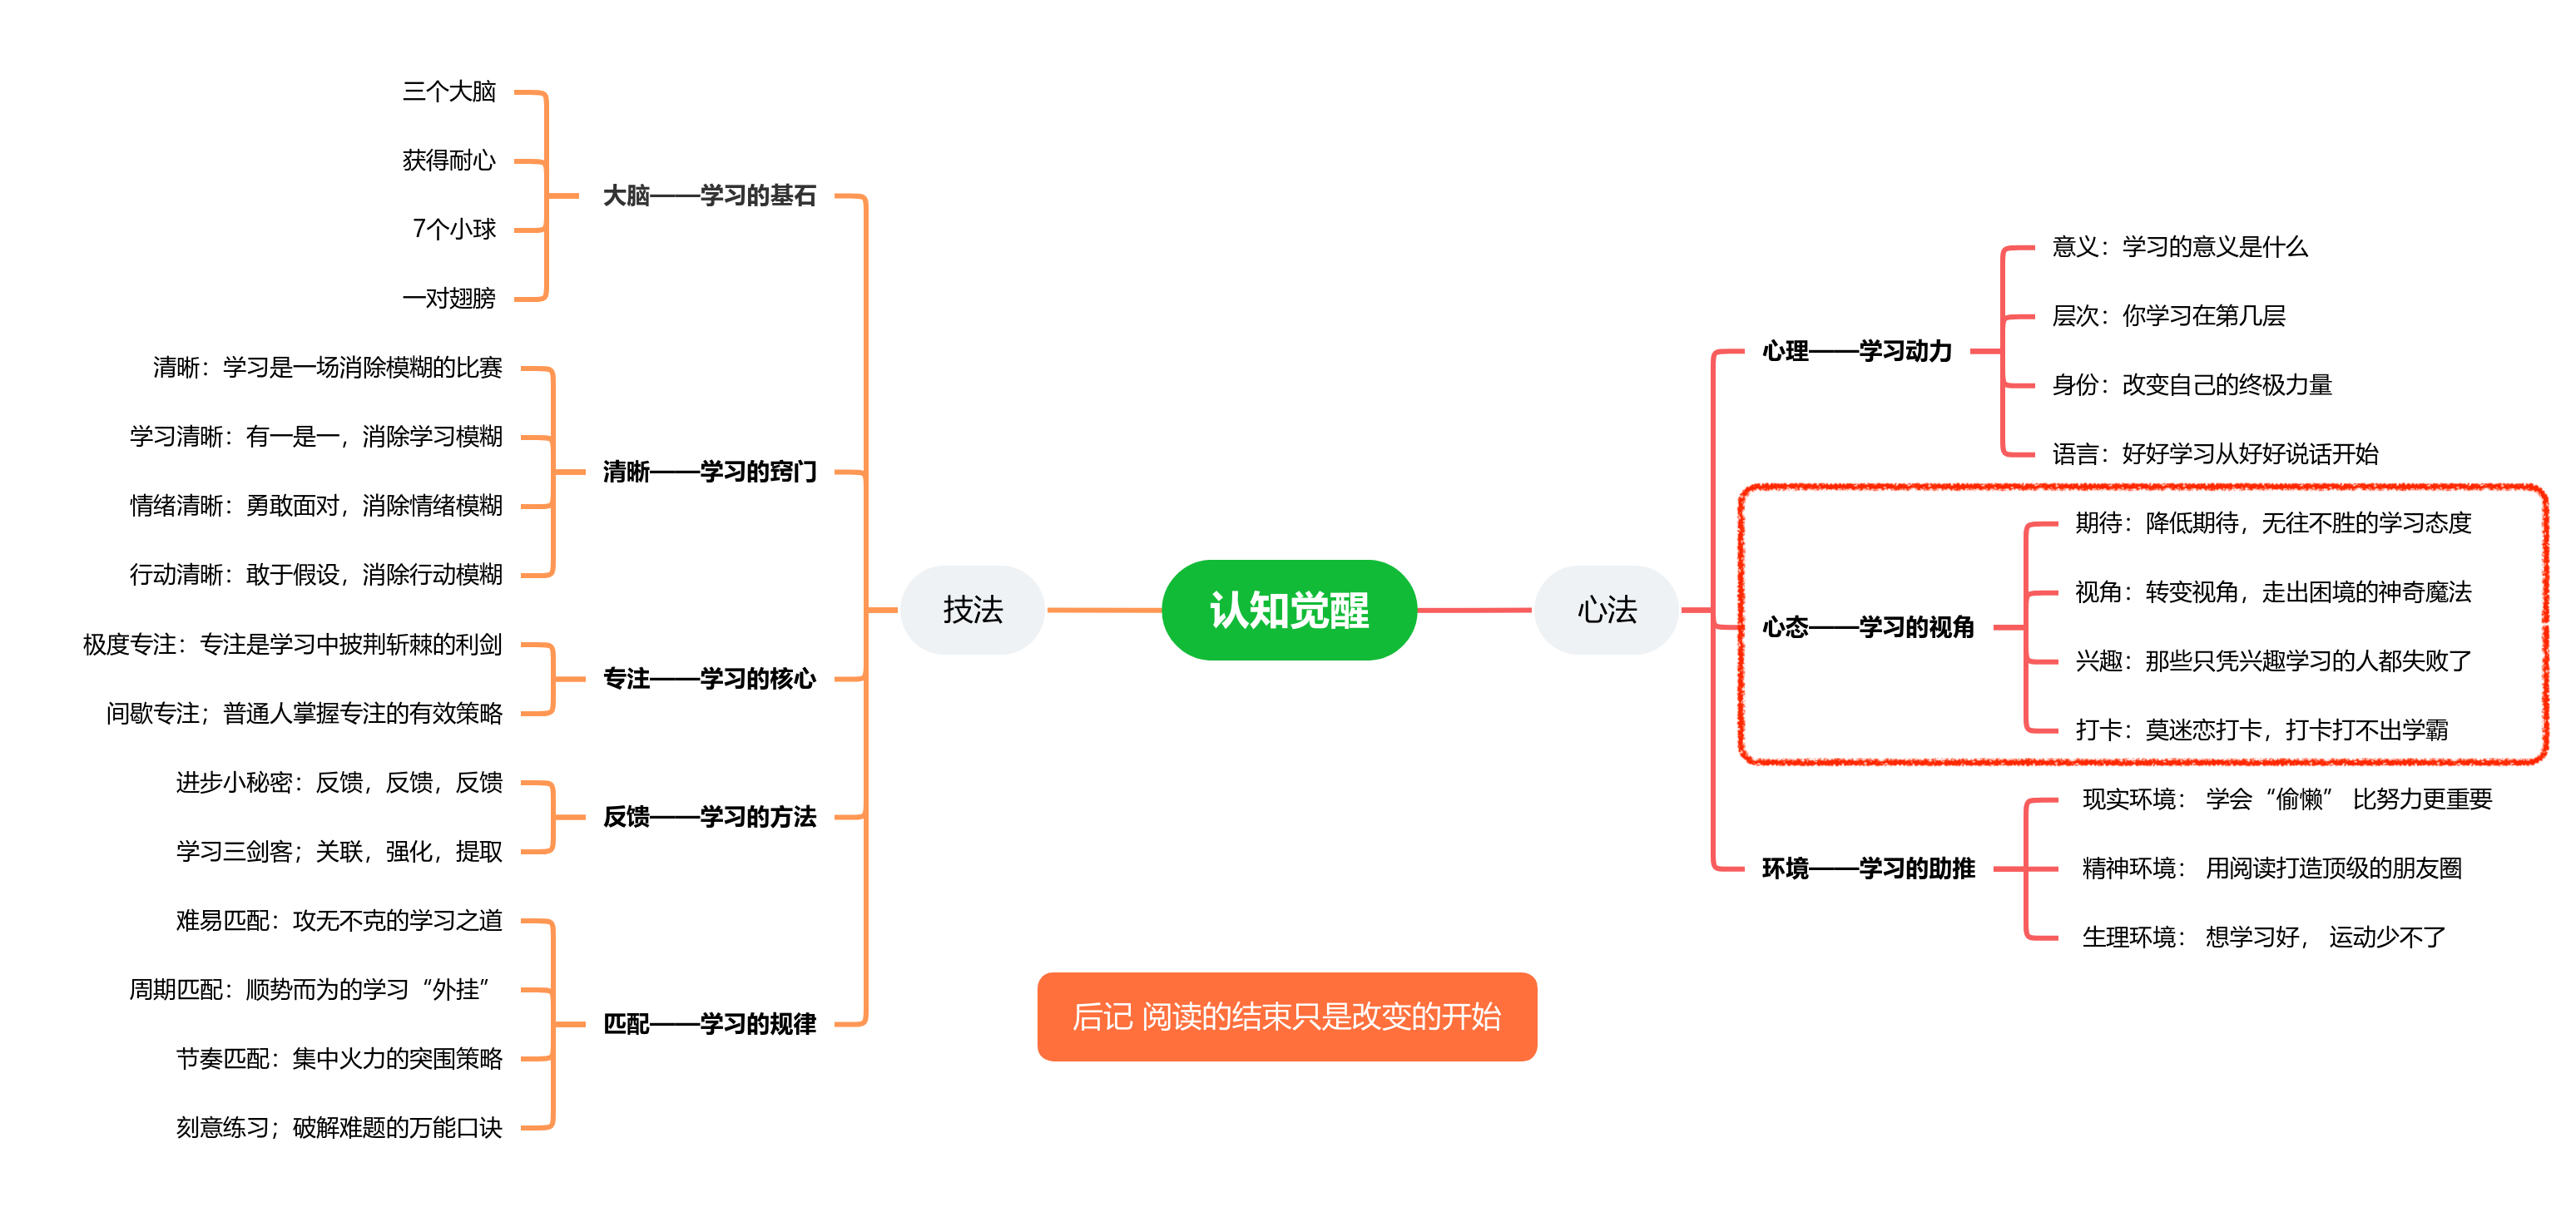 三个大脑
获得耐心
7个小球
一对翅膀
大脑——学习的基石
清晰：学习是一场消除模糊的比赛
学习清晰：有一是一，消除学习模糊
情绪清晰：勇敢面对，消除情绪模糊
行动清晰：敢于假设，消除行动模糊
清晰——学习的窍门
极度专注：专注是学习中披荆斩棘的利剑
间歇专注；普通人掌握专注的有效策略
专注——学习的核心
进步小秘密：反馈，反馈，反馈
学习三剑客；关联，强化，提取
反馈——学习的方法
难易匹配：攻无不克的学习之道
周期匹配：顺势而为的学习“外挂”
节奏匹配：集中火力的突围策略
刻意练习；破解难题的万能口诀
匹配——学习的规律
技法
认知觉醒
心法
心理——学习动力
意义：学习的意义是什么
层次：你学习在第几层
身份：改变自己的终极力量
语言：好好学习从好好说话开始
心态——学习的视角
期待：降低期待，无往不胜的学习态度
视角：转变视角，走出困境的神奇魔法
兴趣：那些只凭兴趣学习的人都失败了
打卡：莫迷恋打卡，打卡打不出学霸
环境——学习的助推
现实环境： 学会“偷懒” 比努力更重要
精神环境： 用阅读打造顶级的朋友圈
生理环境： 想学习好， 运动少不了
后记 阅读的结束只是改变的开始